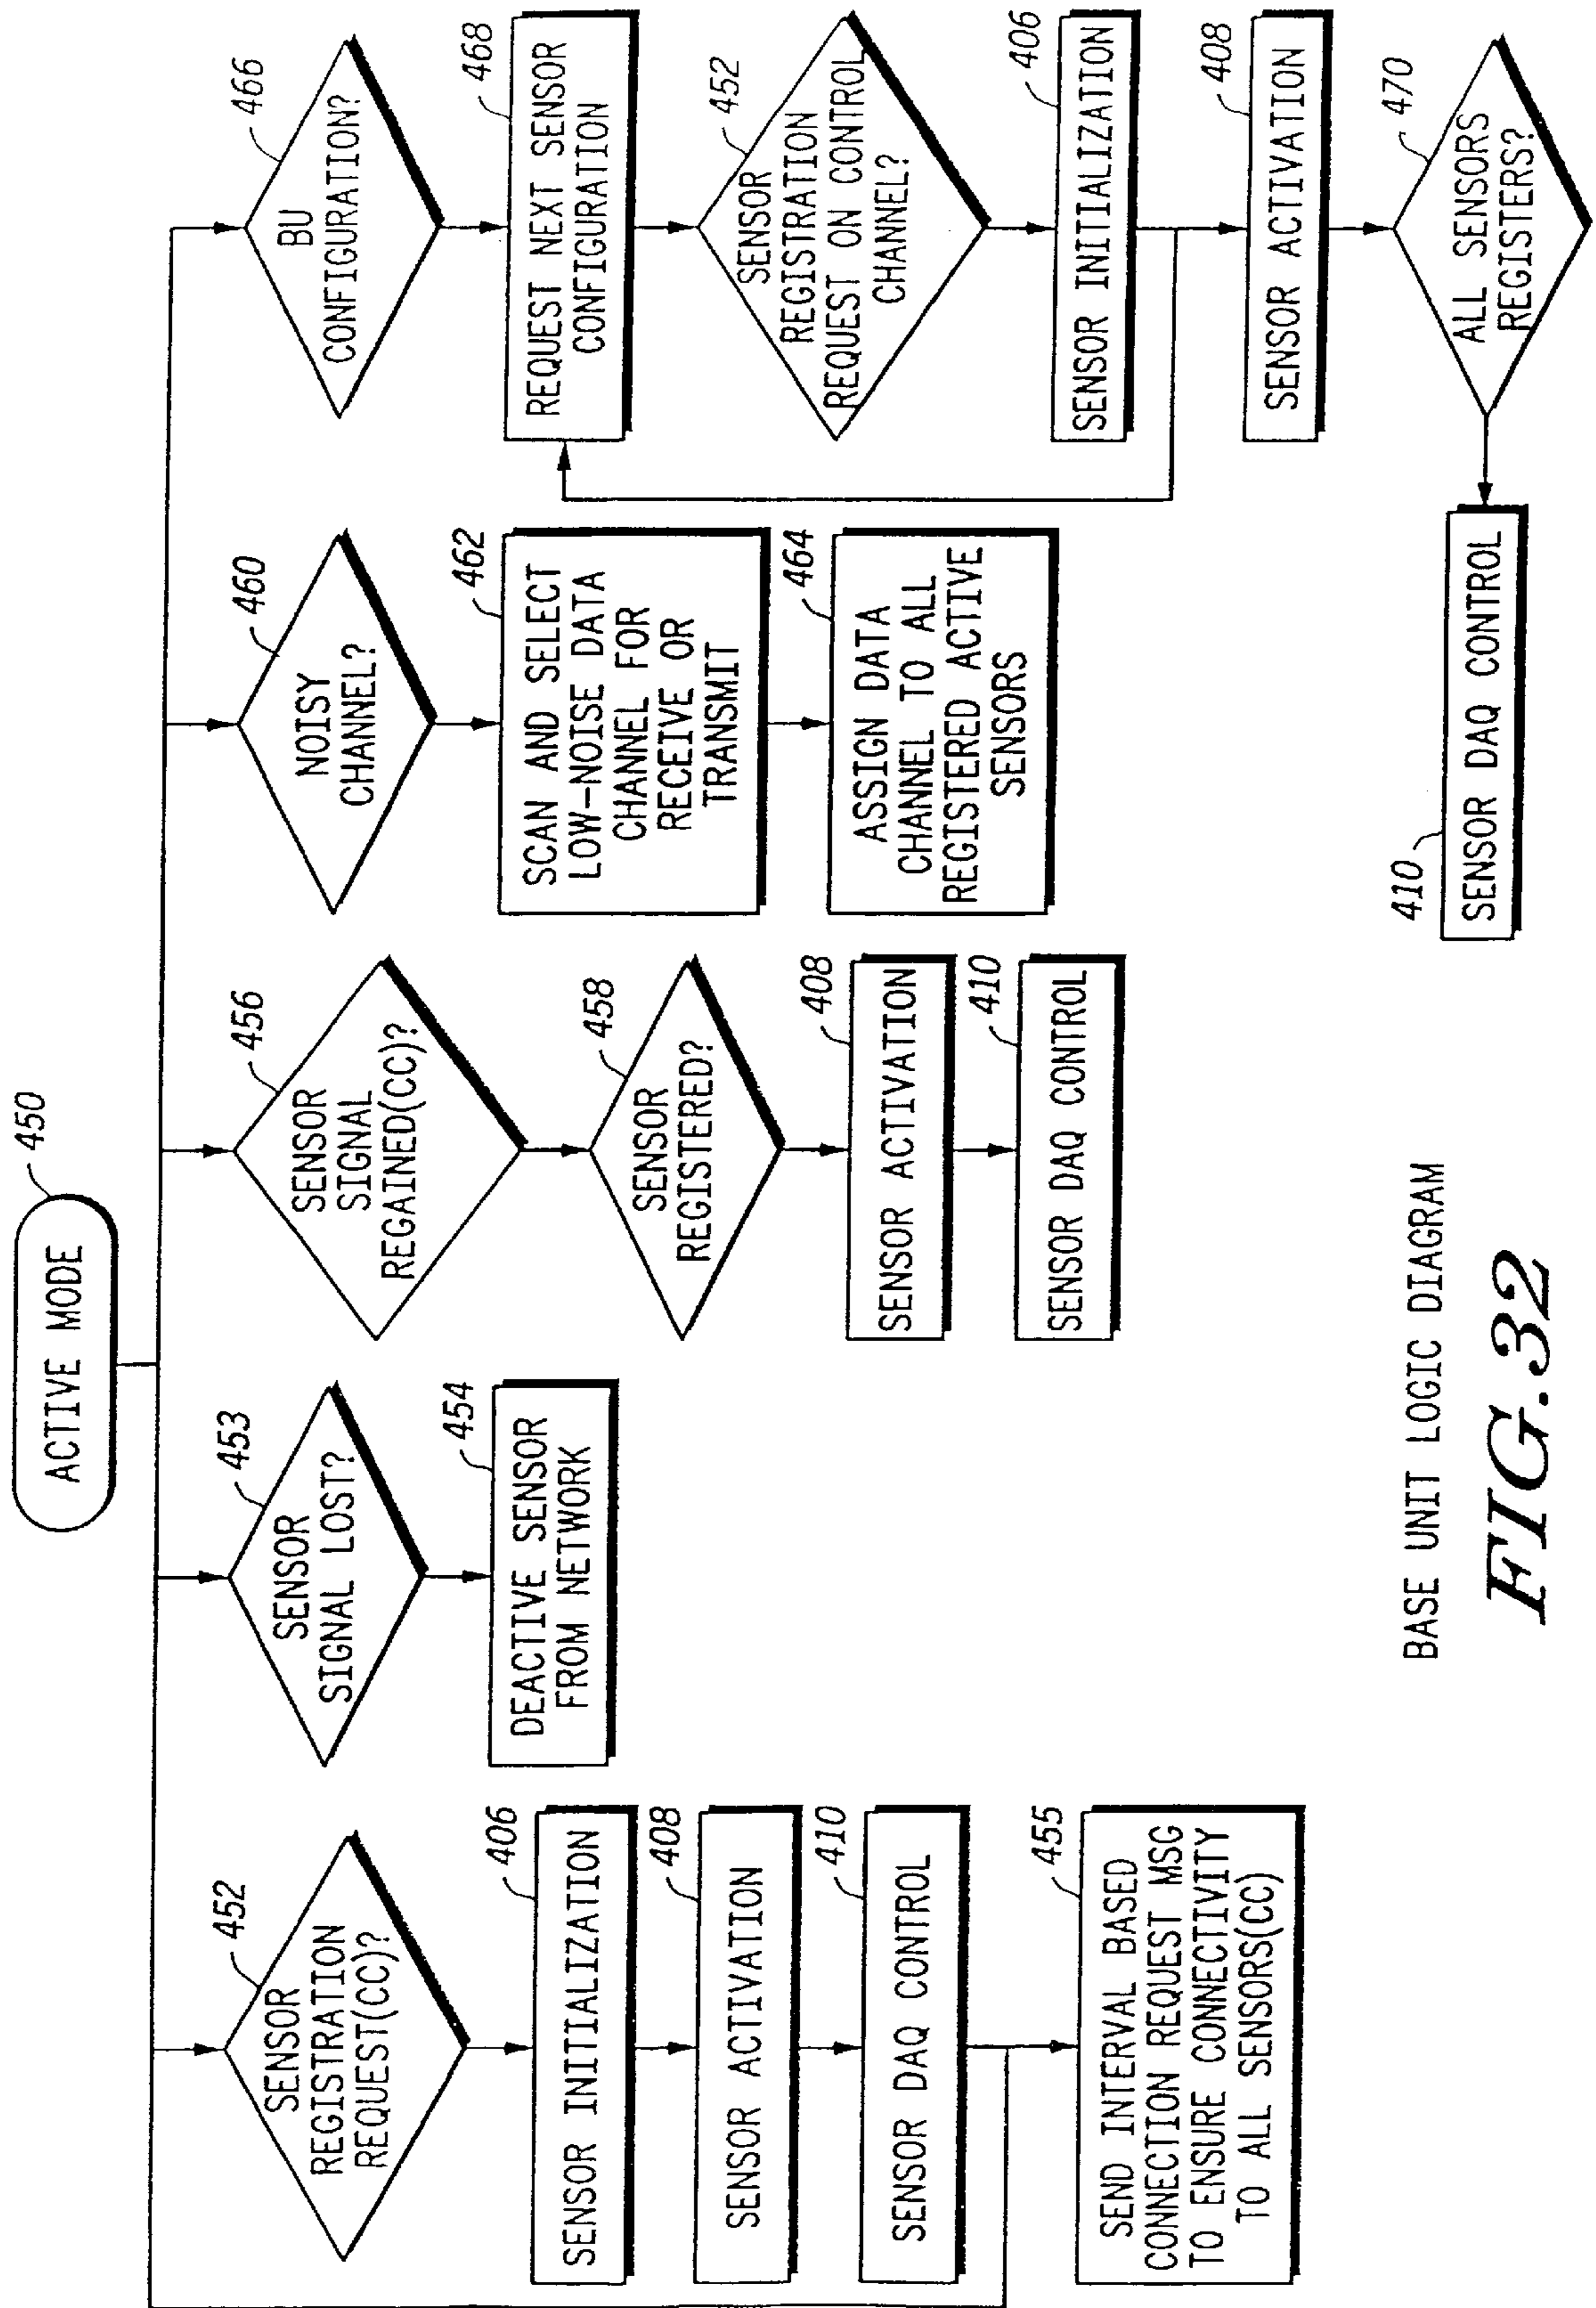 ACTIVE MODE
450
SENSOR
REGISTRATION
REQUEST(CC)?
452
SENSOR INITIALIZATION
406
SENSOR ACTIVATION
408
SENSOR DAQ CONTROL
410
SEND INTERVAL BASED
CONNECTION REQUEST MSG
TO ENSURE CONNECTIVITY
TO ALL SENSORS(CC)
455
SENSOR
SIGNAL LOST?
453
DEACTIVE SENSOR
FROM NETWORK
454
SENSOR
SIGNAL
REGAINED(CC)?
456
SENSOR
REGISTERED?
458
SENSOR ACTIVATION
408
SENSOR DAQ CONTROL
410
NOISY
CHANNEL?
460
SCAN AND SELECT
LOW-NOISE DATA
CHANNEL FOR
RECEIVE OR
TRANSMIT
462
ASSIGN DATA
CHANNEL TO ALL
REGISTERED ACTIVE
SENSORS
464
BU
CONFIGURATION?
466
REQUEST NEXT SENSOR
CONFIGURATION
468
SENSOR
REGISTRATION
REQUEST ON CONTROL
CHANNEL?
452
SENSOR INITIALIZATION
406
SENSOR ACTIVATION
408
ALL SENSORS
REGISTERS?
470
410
SENSOR DAQ CONTROL
BASE UNIT LOGIC DIAGRAM
FIG.32